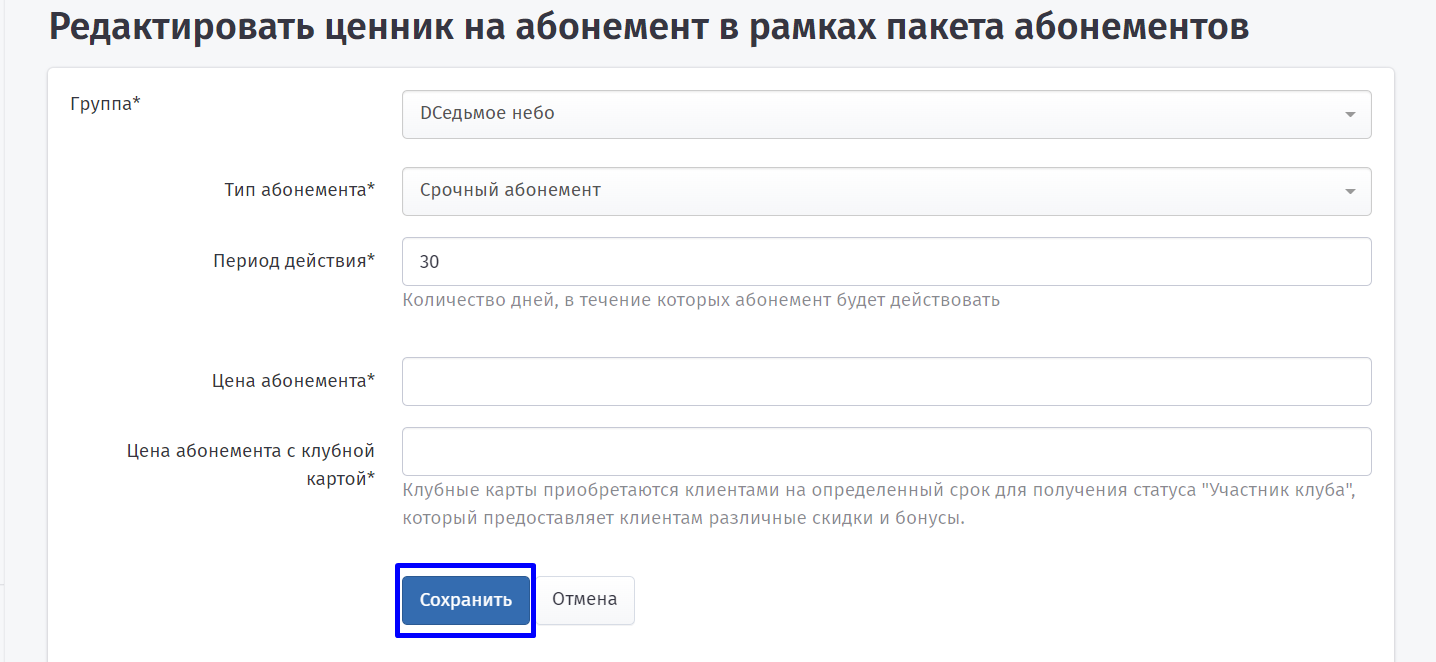 Редактировать ценник на абонемент в рамках пакета абонементов
Группа*
DСедьмое небо
Тип абонемента*
Срочный абонемент
Период действия*
30
Количество дней, в течение которых абонемент будет действовать
Цена абонемента*
Цена абонемента с клубной
картой*
Клубные карты приобретаются клиентами на определенный срок для получения статуса "Участник клуба",
который предоставляет клиентам различные скидки и бонусы.
Сохранить
Отмена